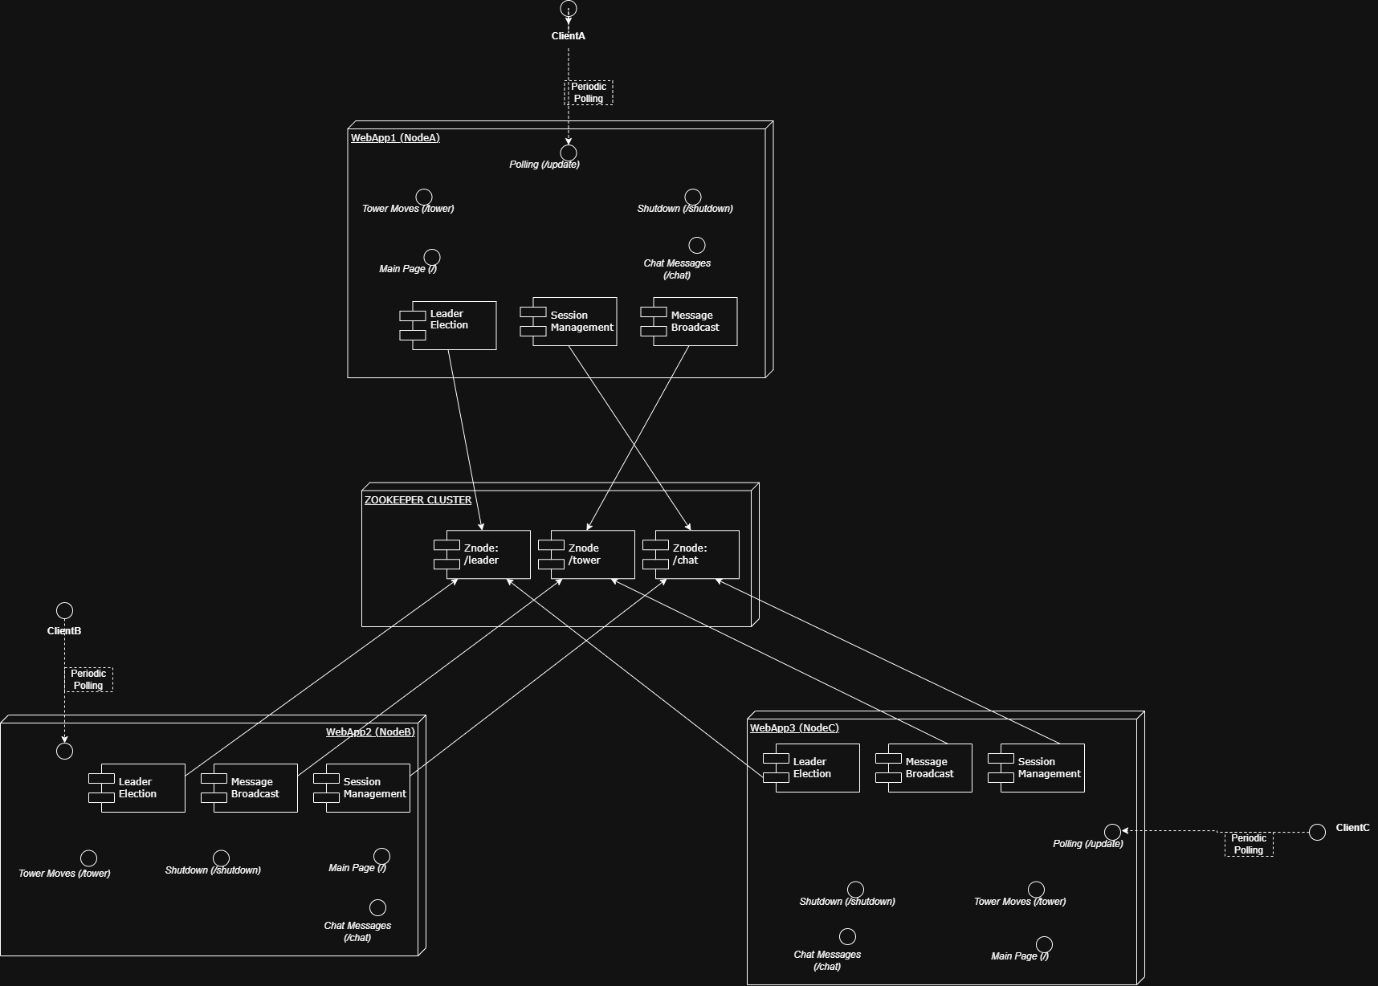 ClientA
Periodic
Polling
WebApp1 (NodeA)
Polling (/update)
Tower Moves (/tower)
Shutdown (/shutdown)
Main Page (/)
Chat Messages
(/chat)
Leader
Election
Session
Management
Message
Broadcast
ZOOKEEPER CLUSTER
Znode:
/leader
Znode
/tower
Znode:
/chat
ClientB
Periodic
Polling
WebApp2 (NodeB)
Leader
Election
Message
Broadcast
Session
Management
Tower Moves (/tower)
Shutdown (/shutdown)
Main Page (/)
Chat Messages
(/chat)
WebApp3 (NodeC)
Leader
Election
Message
Broadcast
Session
Management
Polling (/update)
Periodic
Polling
ClientC
Shutdown (/shutdown)
Tower Moves (/tower)
Chat Messages
(/chat)
Main Page (/)